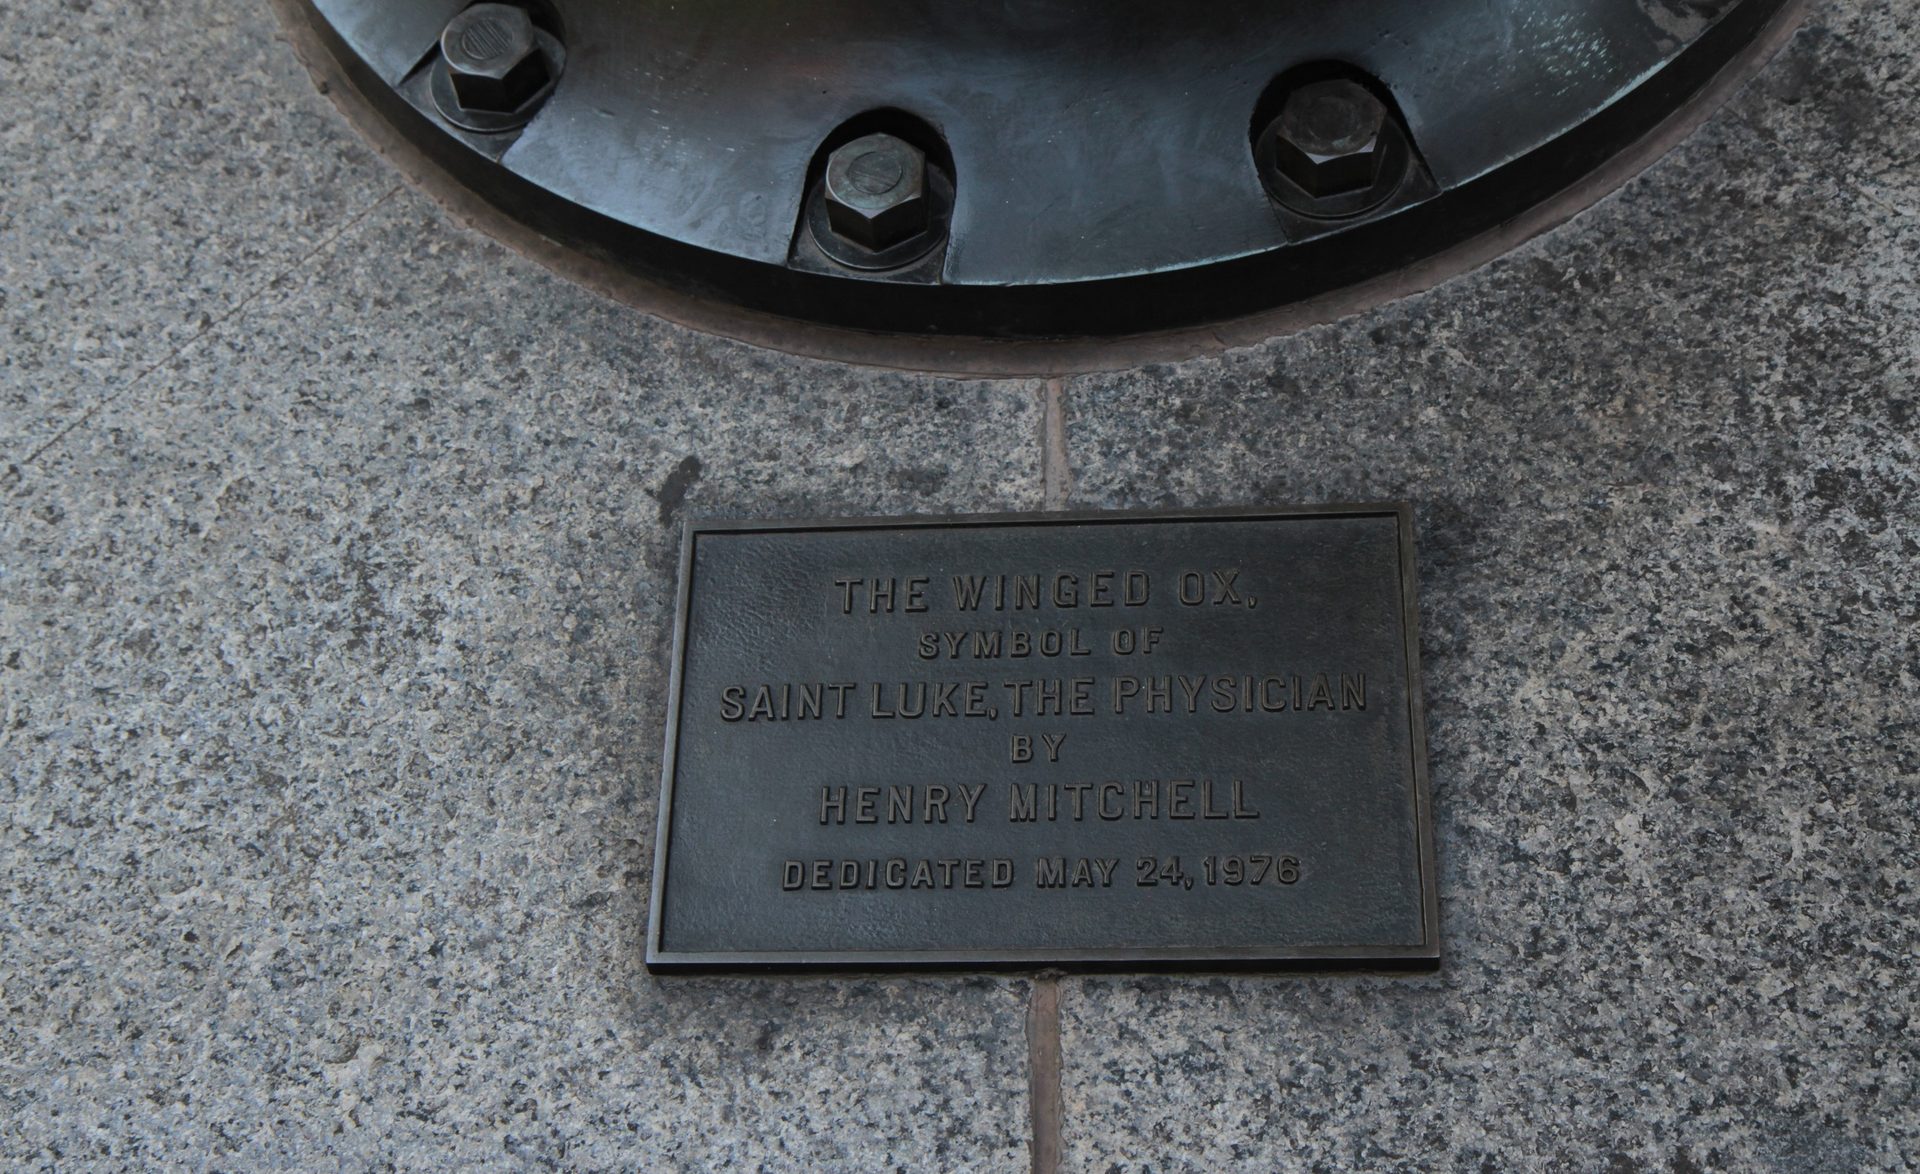 THE WINGED OX,
SYMBOL OF
SAINT LUKE, THE PHYSICIAN
BY
HENRY MITCHELL
DEDICATED MAY 24, 1976